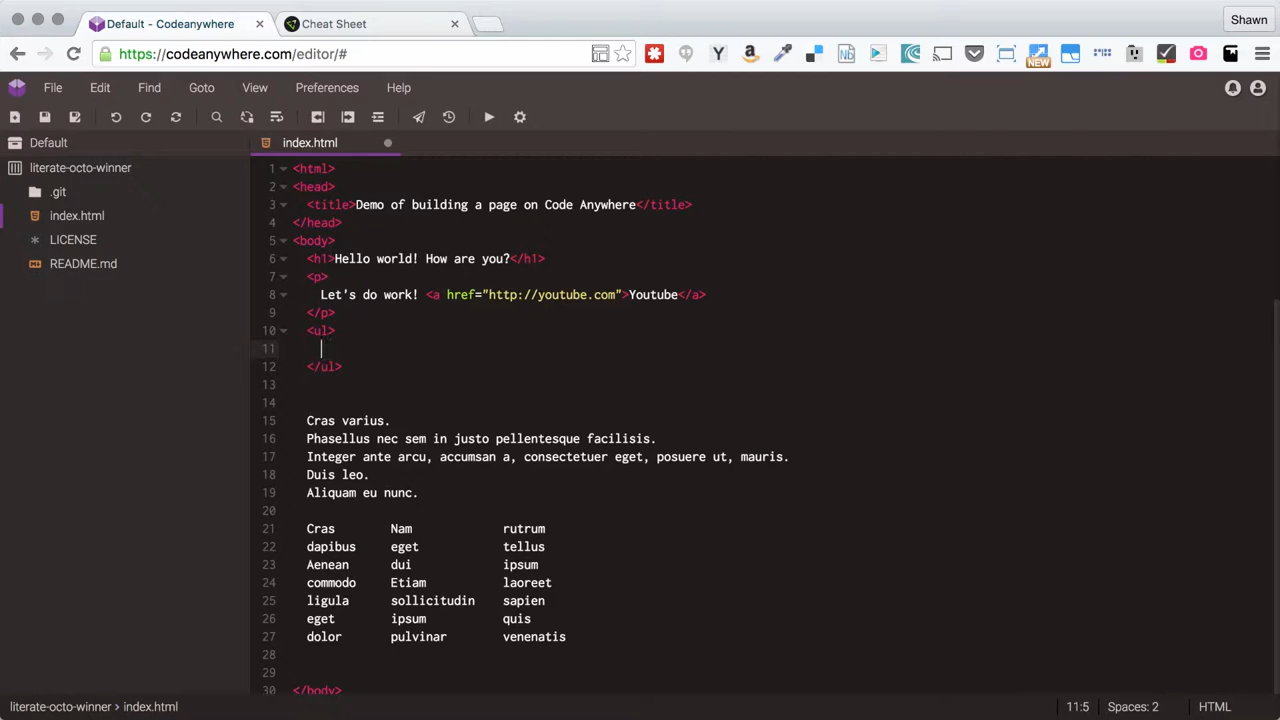 Default - Codeanywhere
Cheat Sheet
Shawn
https://codeanywhere.com/editor/#
NEW
File Edit Find Goto View Preferences Help
Default
index.html
literate-octo-winner
.git
index.html
LICENSE
README.md
1 <html>
2 <head>
3 <title>Demo of building a page on Code Anywhere</title>
4 </head>
5 <body>
6 <h1>Hello world! How are you?</h1>
7 <p>
8 Let's do work! <a href="http://youtube.com">Youtube</a>
9 </p>
10 <ul>
11
12 </ul>
13
14
15 Cras varius.
16 Phasellus nec sem in justo pellentesque facilisis.
17 Integer ante arcu, accumsan a, consectetuer eget, posuere ut, mauris.
18 Duis leo.
19 Aliquam eu nunc.
20
21 Cras Nam rutrum
22 dapibus eget tellus
23 Aenean dui ipsum
24 commodo Etiam laoreet
25 ligula sollicitudin sapien
26 eget ipsum quis
27 dolor pulvinar venenatis
28
29
30 </body>
literate-octo-winner > index.html
11:5 Spaces: 2 HTML